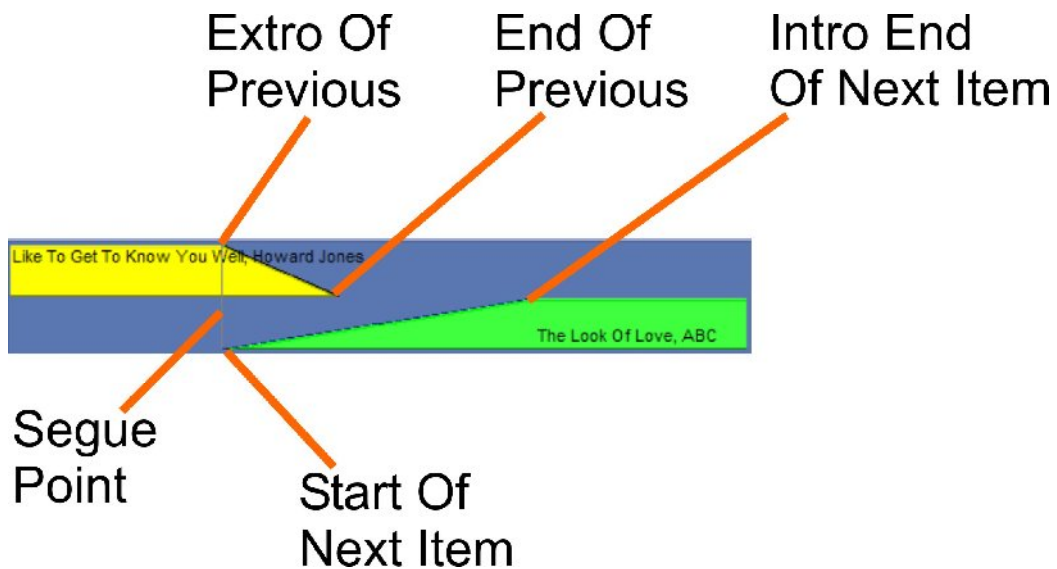 Extro Of
Previous
End Of
Previous
Intro End
Of Next Item
Like To Get To Know You Well, Howard Jones
The Look Of Love, ABC
Segue
Point
Start Of
Next Item